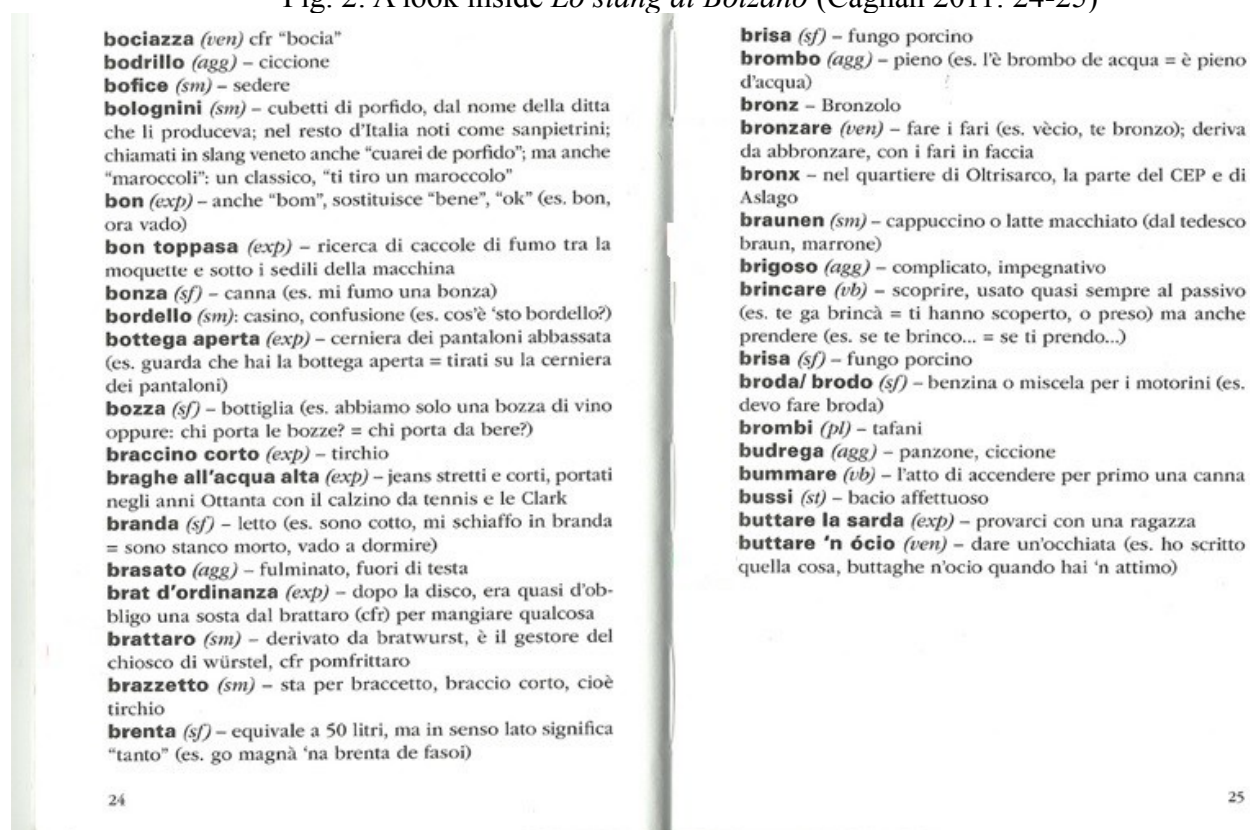 Fig. 2. A look inside Lo slang di Bolzano (Cagnan 2011: 24-25)
bociazza (ven) cfr “bocia”
bodrillo (agg) – ciccione
bofice (sm) – sedere
bolognini (sm) – cubetti di porfido, dal nome della ditta
che li produceva; nel resto d'Italia noti come sanpietrini;
chiamati in slang veneto anche “cuarei de porfido”; ma anche
“maroccoli”: un classico, “ti tiro un maroccolo”
bon (exp) – anche “bom”, sostituisce “bene”, “ok” (es. bon,
ora vado)
bon toppasa (exp) – ricerca di caccole di fumo tra la
moquette e sotto i sedili della macchina
bonza (sf) – canna (es. mi fumo una bonza)
bordello (sm): casino, confusione (es. cos'è ‘sto bordello?)
bottega aperta (exp) – cerniera dei pantaloni abbassata
(es. guarda che hai la bottega aperta = tirati su la cerniera
dei pantaloni)
bozza (sf) – bottiglia (es. abbiamo solo una bozza di vino
oppure: chi porta le bozze? = chi porta da bere?)
braccino corto (exp) – tirchio
braghe all'acqua alta (exp) – jeans stretti e corti, portati
negli anni Ottanta con il calzino da tennis e le Clark
branda (sf) – letto (es. sono cotto, mi schiaffo in branda
= sono stanco morto, vado a dormire)
brasato (agg) – fulminato, fuori di testa
brat d'ordinanza (exp) – dopo la disco, era quasi d'ob-
bligo una sosta dal brattaro (cfr) per mangiare qualcosa
brattaro (sm) – derivato da bratwurst, è il gestore del
chiosco di würstel, cfr pomfrittaro
brazzetto (sm) – sta per braccetto, braccio corto, cioè
tirchio
brenta (sf) – equivale a 50 litri, ma in senso lato significa
“tanto” (es. go magnà ‘na brenta de fasoi)
24
brisa (sf) – fungo porcino
brombo (agg) – pieno (es. l'è brombo de acqua = è pieno
d'acqua)
bronz – Bronzolo
bronzare (ven) – fare i fari (es. vècio, te bronzo); deriva
da abbronzare, con i fari in faccia
bronx – nel quartiere di Oltrisarco, la parte del CEP e di
Aslago
braunen (sm) – cappuccino o latte macchiato (dal tedesco
braun, marrone)
brigoso (agg) – complicato, impegnativo
brincare (vb) – scoprire, usato quasi sempre al passivo
(es. te ga brincà = ti hanno scoperto, o preso) ma anche
prendere (es. se te brinco... = se ti prendo...)
brisa (sf) – fungo porcino
broda/ brodo (sf) – benzina o miscela per i motorini (es.
devo fare broda)
brombi (pl) – tafani
budrega (agg) – panzone, ciccione
bummare (vb) – l'atto di accendere per primo una canna
bussi (st) – bacio affettuoso
buttare la sarda (exp) – provarci con una ragazza
buttare ‘n ócio (ven) – dare un'occhiata (es. ho scritto
quella cosa, buttaghe n'ocio quando hai ‘n attimo)
25